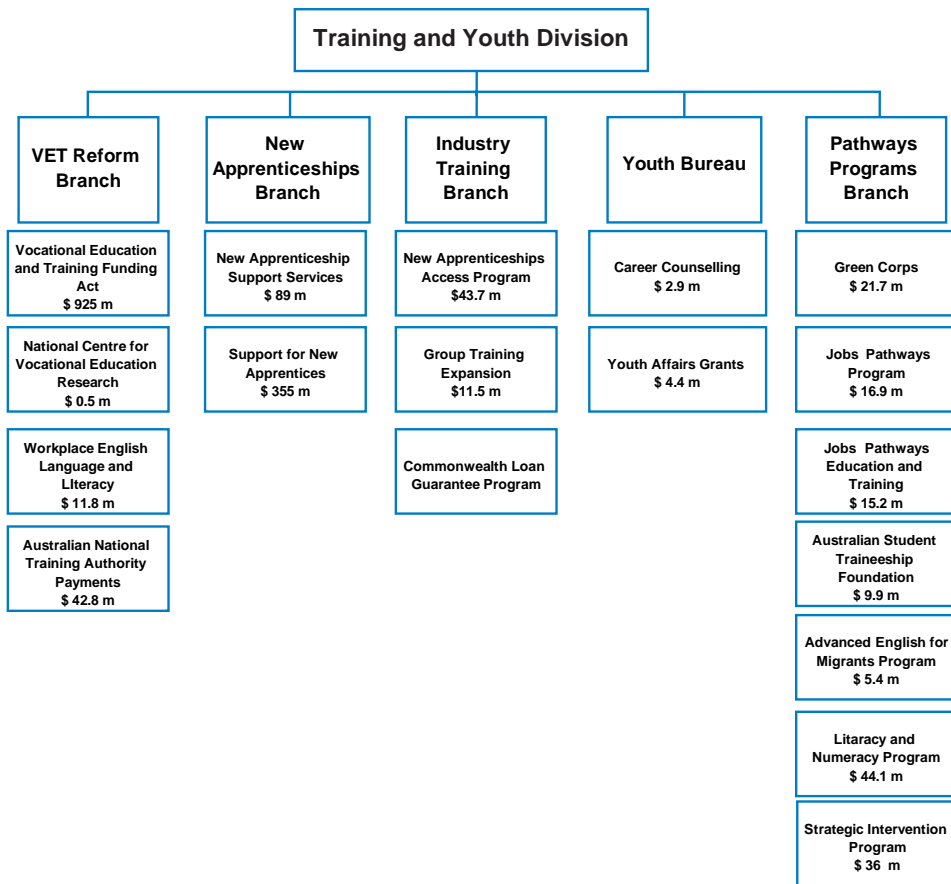 Training and Youth Division
VET Reform
Branch
New
Apprenticeships
Branch
Industry
Training
Branch
Youth Bureau
Pathways
Programs
Branch
Vocational Education
and Training Funding
Act
$ 925 m
National Centre for
Vocational Education
Research
$ 0.5 m
Workplace English
Language and
LIteracy
$ 11.8 m
Australian National
Training Authority
Payments
$ 42.8 m
New Apprenticeship
Support Services
$ 89 m
Support for New
Apprentices
$ 355 m
New Apprenticeships
Access Program
$43.7 m
Group Training
Expansion
$11.5 m
Commonwealth Loan
Guarantee Program
Career Counselling
$ 2.9 m
Youth Affairs Grants
$ 4.4 m
Green Corps
$ 21.7 m
Jobs Pathways
Program
$ 16.9 m
Jobs Pathways
Education and
Training
$ 15.2 m
Australian Student
Traineeship
Foundation
$ 9.9 m
Advanced English for
Migrants Program
$ 5.4 m
Litaracy and
Numeracy Program
$ 44.1 m
Strategic Intervention
Program
$ 36 m